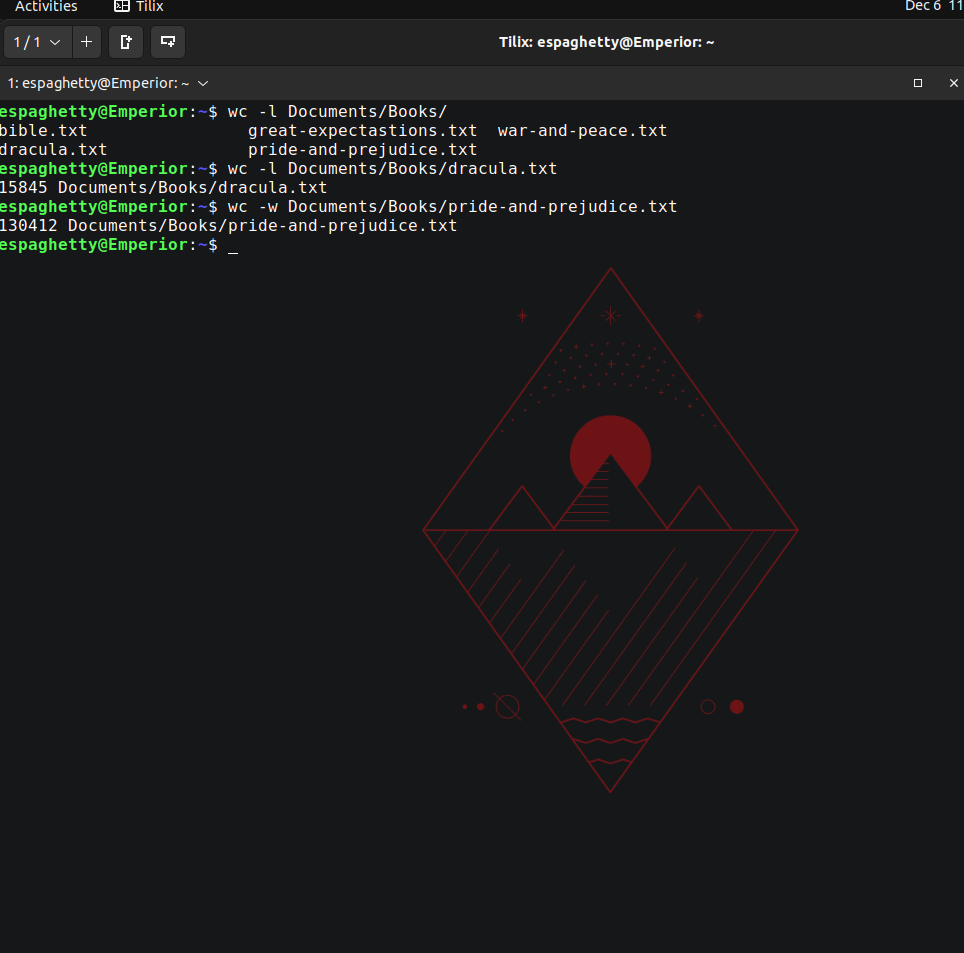 Activities Tilix Dec 6 11
1 / 1 Tilix: espaghetty@Emperior: ~
1: espaghetty@Emperior: ~
espaghetty@Emperior:~$ wc -l Documents/Books/
bible.txt great-expectastions.txt war-and-peace.txt
dracula.txt pride-and-prejudice.txt
espaghetty@Emperior:~$ wc -l Documents/Books/dracula.txt
15845 Documents/Books/dracula.txt
espaghetty@Emperior:~$ wc -w Documents/Books/pride-and-prejudice.txt
130412 Documents/Books/pride-and-prejudice.txt
espaghetty@Emperior:~$ _